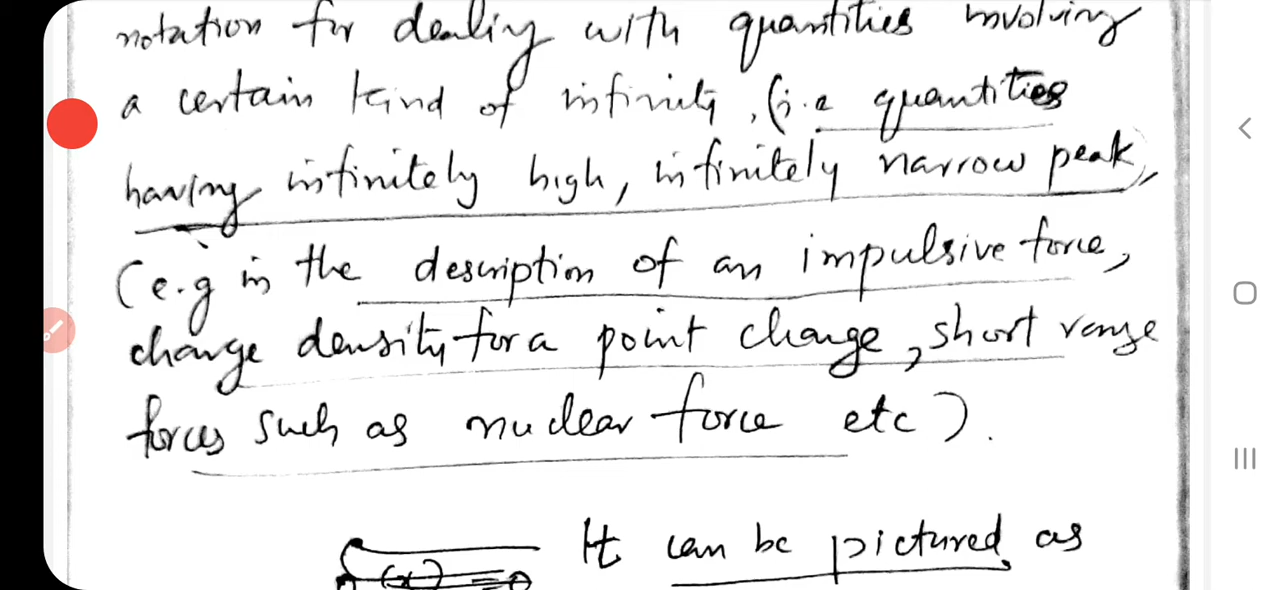 notation for dealing with quantities involving
a certain kind of infinity, (i.e quantities
having infinitely high, infinitely narrow peak),
(e.g in the description of an impulsive force,
charge density for a point charge, short range
forces such as nuclear force etc).
It can be pictured as
(x) = 0